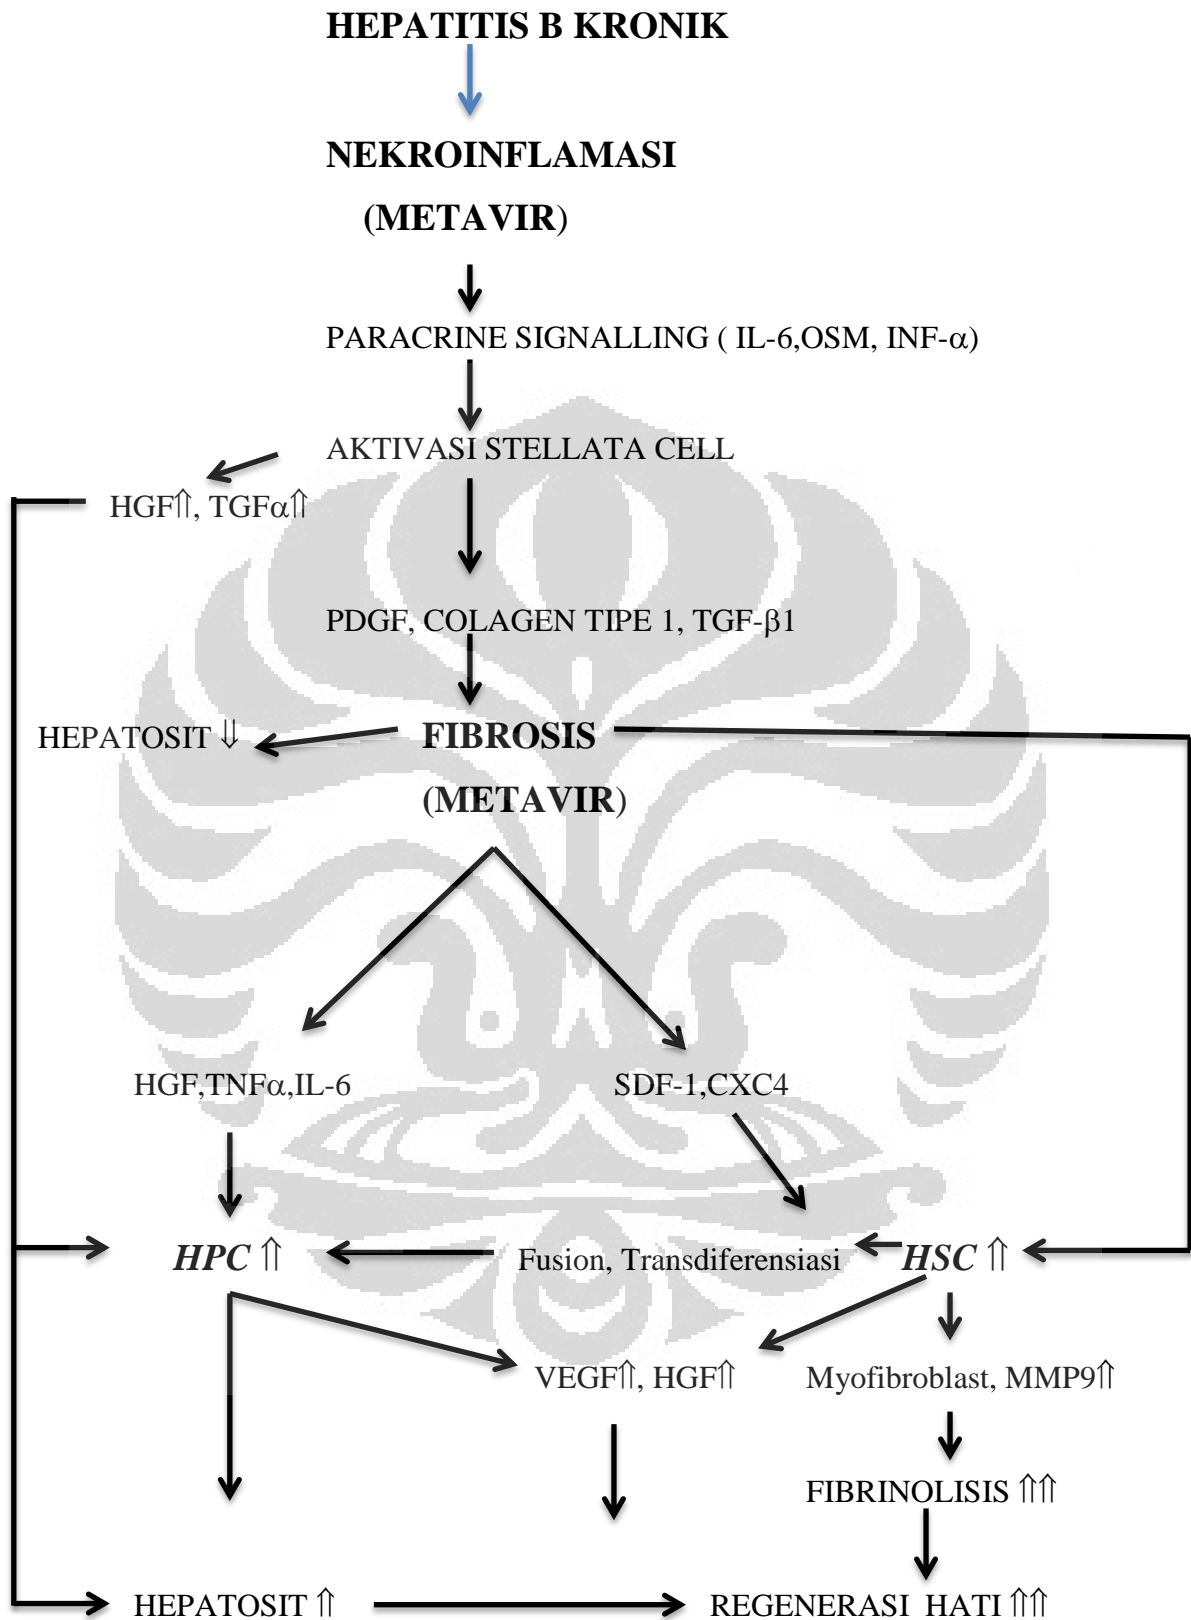 HEPATITIS B KRONIK
NEKROINFLAMASI
(METAVIR)
PARACRINE SIGNALLING ( IL-6,OSM, INF-α)
AKTIVASI STELLATA CELL
HGF⇑, TGFα⇑
PDGF, COLAGEN TIPE 1, TGF-β1
HEPATOSIT ⇓ FIBROSIS
(METAVIR)
HGF,TNFα,IL-6 SDF-1,CXC4
HPC ⇑ Fusion, Transdiferensiasi HSC ⇑
VEGF⇑, HGF⇑ Myofibroblast, MMP9⇑
FIBRINOLISIS ⇑⇑
HEPATOSIT ⇑ REGENERASI HATI ⇑⇑